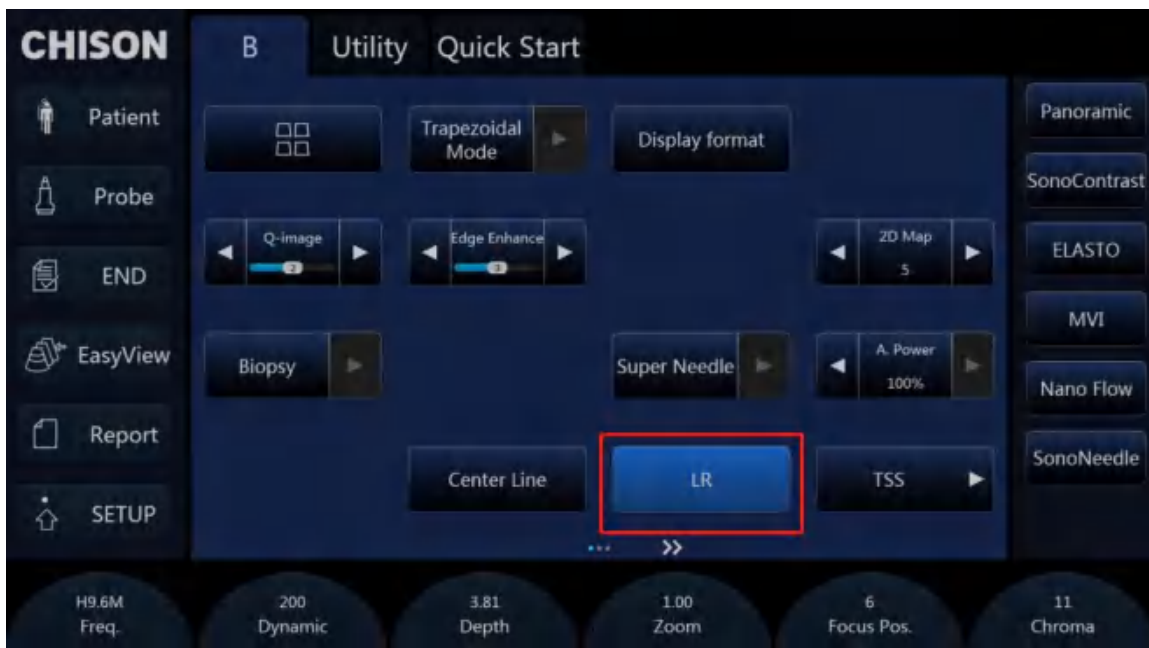 CHISON
B
Utility
Quick Start
Patient
Probe
END
EasyView
Report
SETUP
Trapezoidal
Mode
Display format
Q-image
2
Edge Enhance
3
2D Map
5
Biopsy
Super Needle
A. Power
100%
Center Line
LR
TSS
Panoramic
SonoContrast
ELASTO
MVI
Nano Flow
SonoNeedle
H9.6M
Freq.
200
Dynamic
3.81
Depth
1.00
Zoom
6
Focus Pos.
11
Chroma